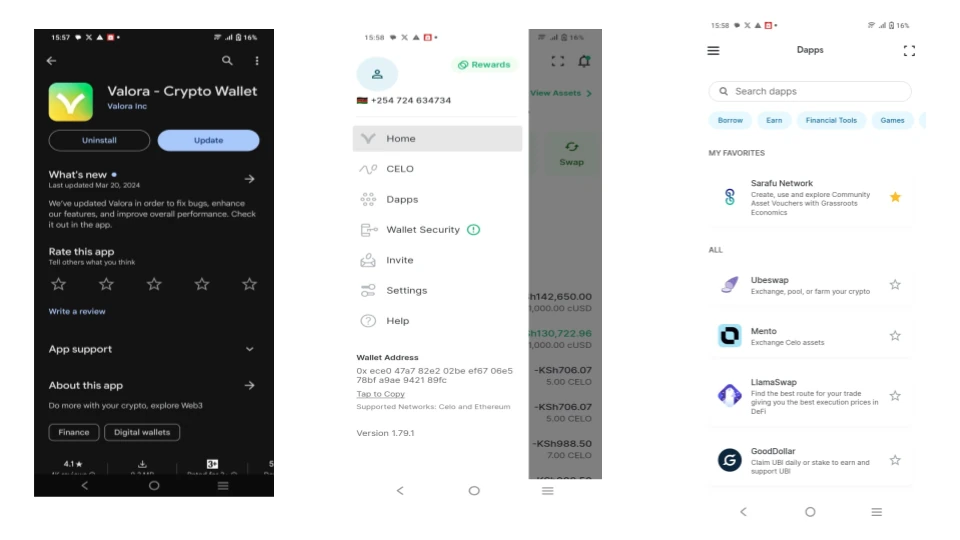 15:57
16%
Valora - Crypto Wallet
Valora Inc
Uninstall
Update
What's new
Last updated Mar 20, 2024
We've updated Valora in order to fix bugs, enhance
our features, and improve overall performance. Check
it out in the app.
Rate this app
Tell others what you think
Write a review
App support
About this app
Do more with your crypto, explore Web3
Finance
Digital wallets
4.1★
3+
5
15:58
16%
Rewards
+254 724 634734
View Assets
Home
Swap
CELO
Dapps
Wallet Security
Invite
Settings
Help
h142,650.00
1,000.00 cUSD
h130,722.96
1,000.00 cUSD
-KSh706.07
5.00 CELO
-KSh706.07
5.00 CELO
-KSh988.50
7.00 CELO
Wallet Address
0x ece0 47a7 82e2 02be ef67 06e5
78bf a9ae 9421 89fc
Tap to Copy
Supported Networks: Celo and Ethereum
Version 1.79.1
15:58
16%
Dapps
Search dapps
Borrow
Earn
Financial Tools
Games
MY FAVORITES
Sarafu Network
Create, use and explore Community
Asset Vouchers with Grassroots
Economics
ALL
Ubeswap
Exchange, pool, or farm your crypto
Mento
Exchange Celo assets
LlamaSwap
Find the best route for your trade
giving you the best execution prices in
DeFi
GoodDollar
Claim UBI daily or stake to earn and
support UBI